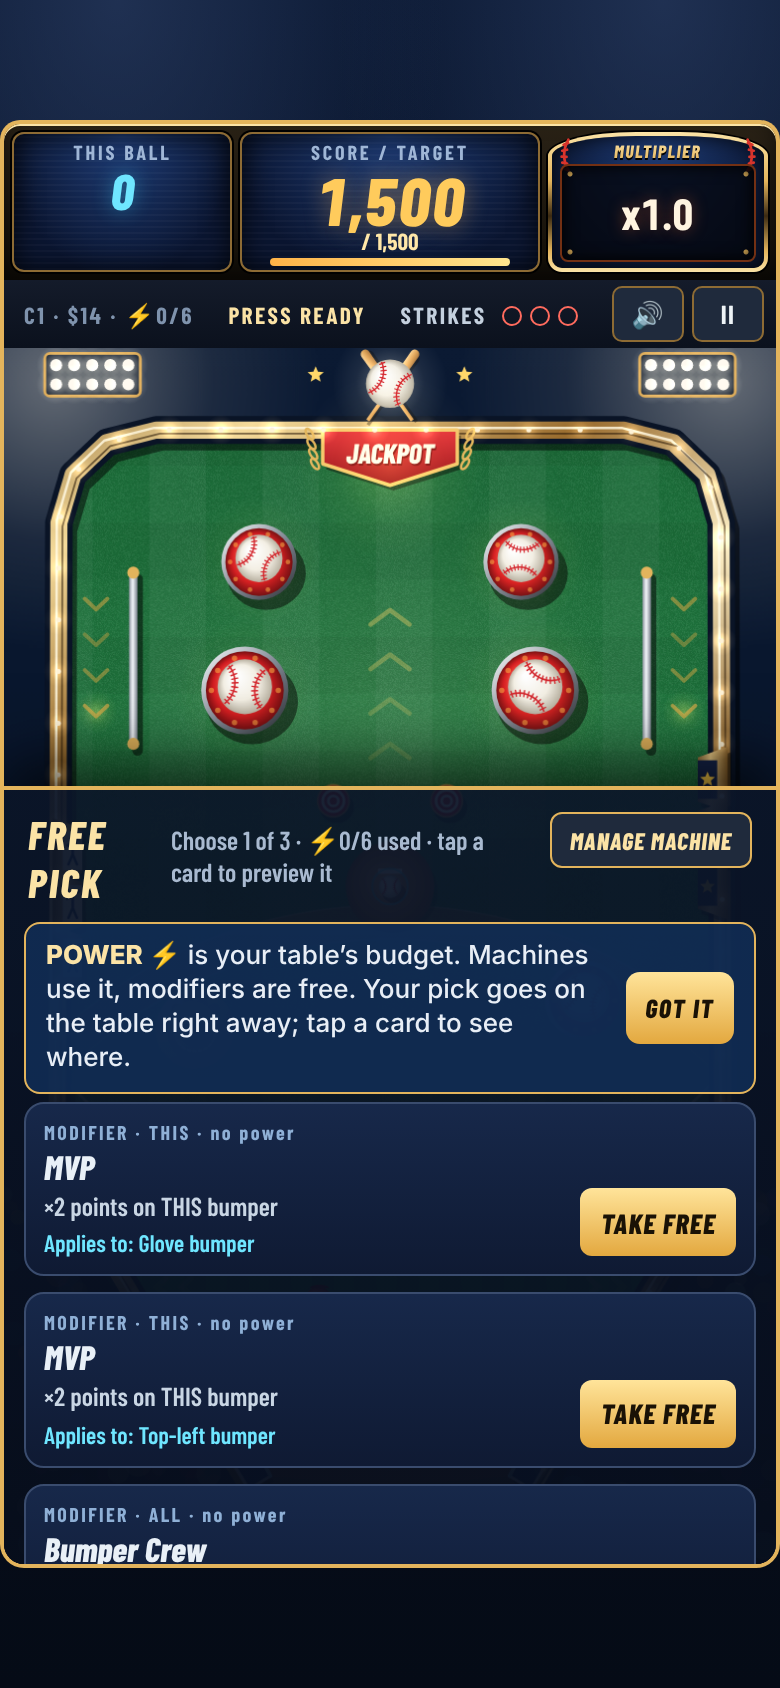 THIS BALL
0
SCORE / TARGET
1,500
/ 1,500
MULTIPLIER
x1.0
C1 · $14 · ⚡0/6
PRESS READY
STRIKES
JACKPOT
FREE
PICK
Choose 1 of 3 · ⚡0/6 used · tap a
card to preview it
MANAGE MACHINE
POWER ⚡ is your table’s budget. Machines
use it, modifiers are free. Your pick goes on
the table right away; tap a card to see
where.
GOT IT
MODIFIER · THIS · no power
MVP
×2 points on THIS bumper
Applies to: Glove bumper
TAKE FREE
MODIFIER · THIS · no power
MVP
×2 points on THIS bumper
Applies to: Top-left bumper
TAKE FREE
MODIFIER · ALL · no power
Bumper Crew